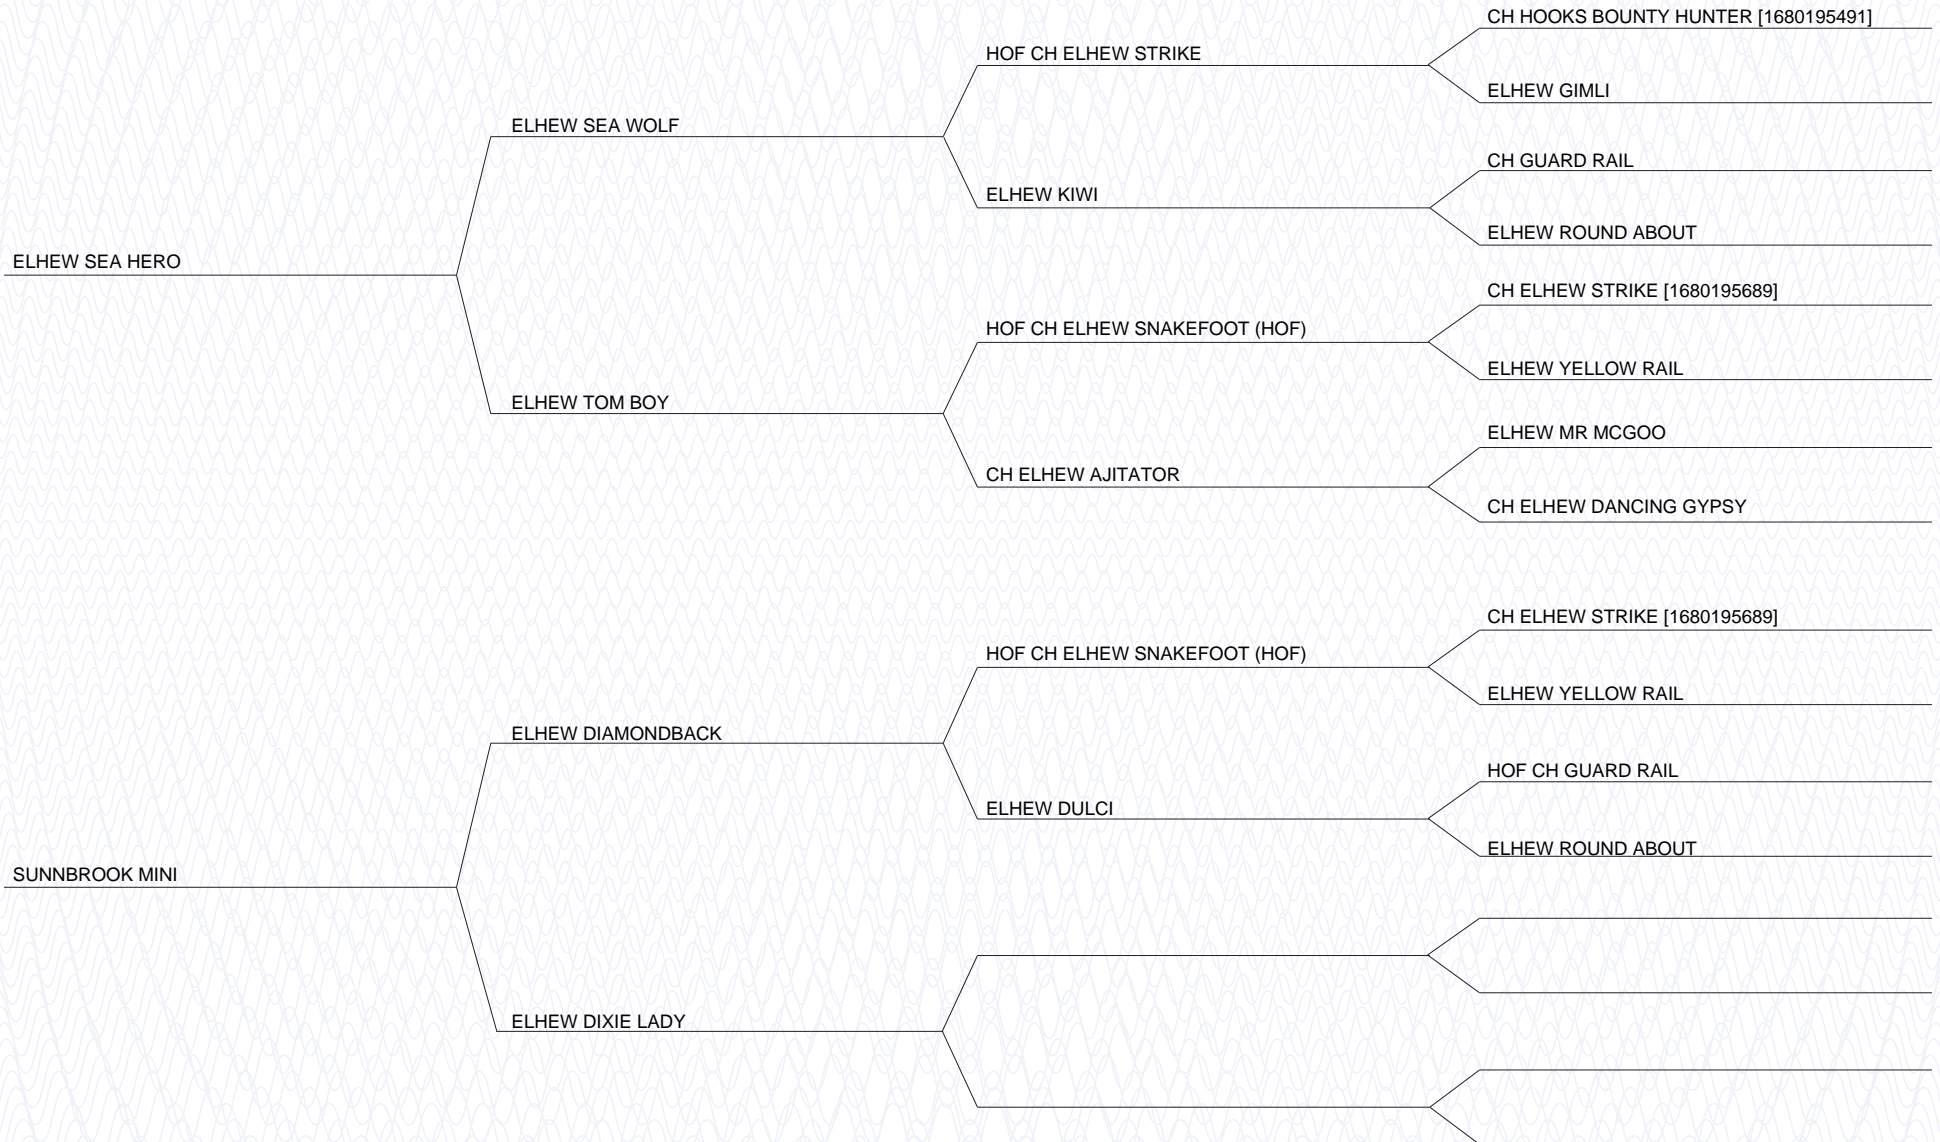 CH HOOKS BOUNTY HUNTER [1680195491]
HOF CH ELHEW STRIKE
ELHEW GIMLI
ELHEW SEA WOLF
CH GUARD RAIL
ELHEW KIWI
ELHEW ROUND ABOUT
ELHEW SEA HERO
CH ELHEW STRIKE [1680195689]
HOF CH ELHEW SNAKEFOOT (HOF)
ELHEW YELLOW RAIL
ELHEW TOM BOY
ELHEW MR MCGOO
CH ELHEW AJITATOR
CH ELHEW DANCING GYPSY
CH ELHEW STRIKE [1680195689]
HOF CH ELHEW SNAKEFOOT (HOF)
ELHEW YELLOW RAIL
ELHEW DIAMONDBACK
HOF CH GUARD RAIL
ELHEW DULCI
ELHEW ROUND ABOUT
SUNNBROOK MINI
ELHEW DIXIE LADY